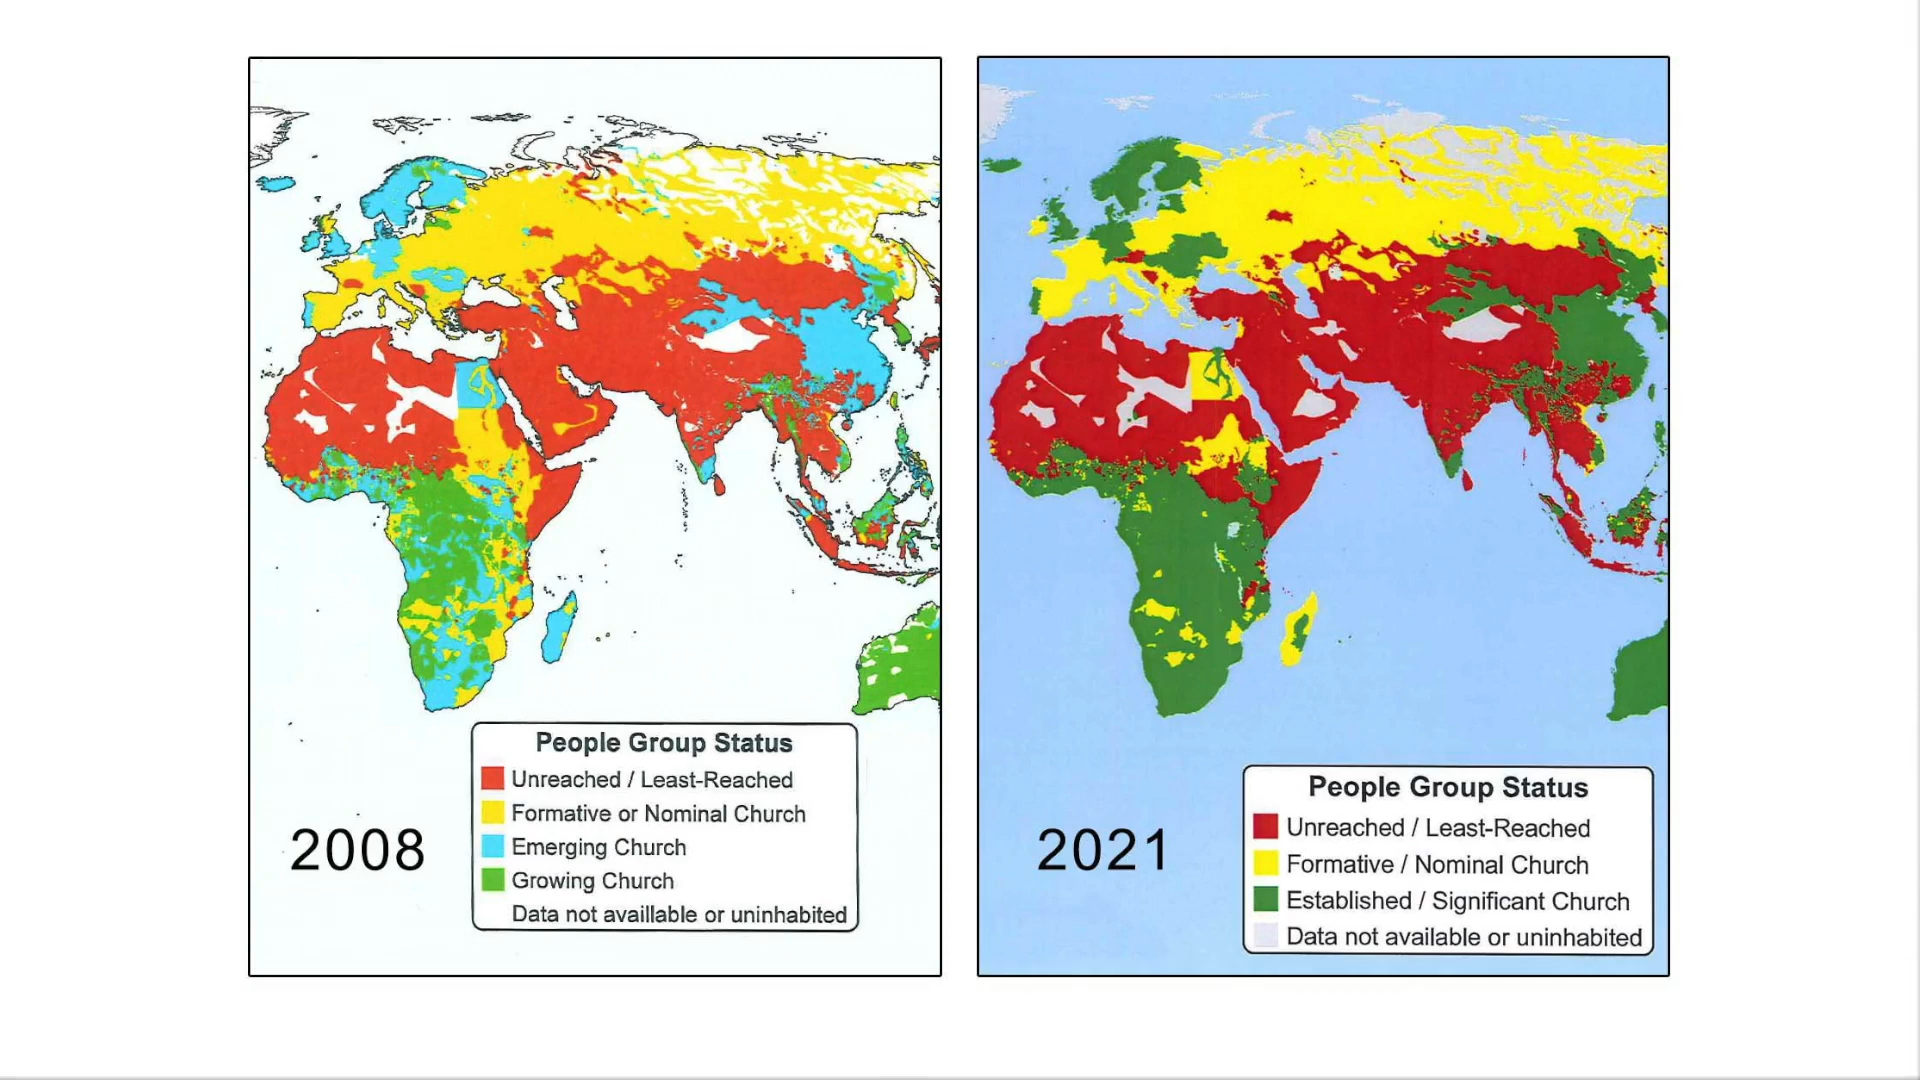 People Group Status
Unreached / Least-Reached
Formative or Nominal Church
Emerging Church
Growing Church
Data not availlable or uninhabited
2008
People Group Status
Unreached / Least-Reached
Formative / Nominal Church
Established / Significant Church
Data not available or uninhabited
2021